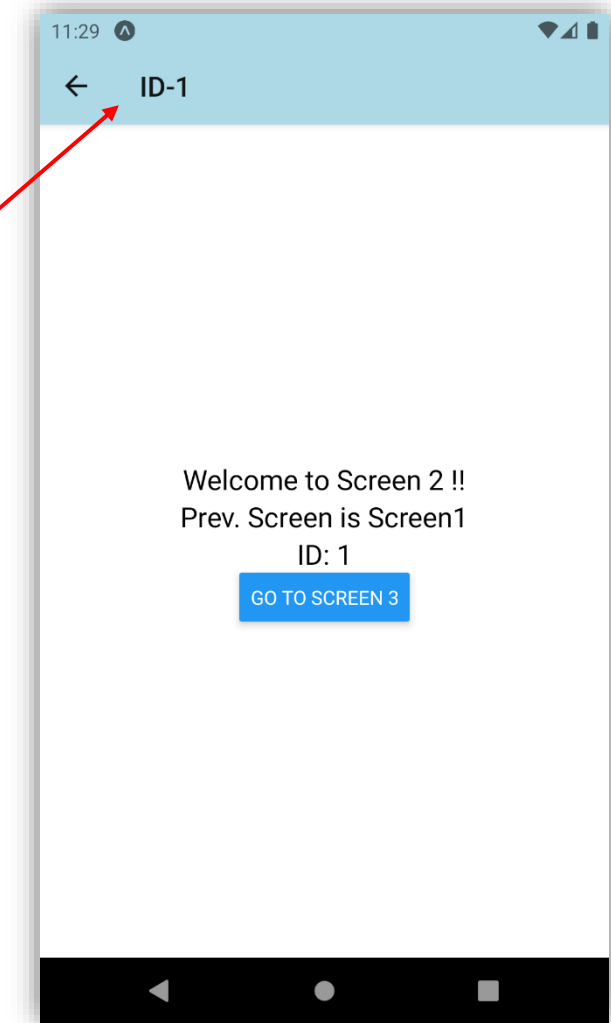 11:29
ID-1
Welcome to Screen 2 !!
Prev. Screen is Screen1
ID: 1
GO TO SCREEN 3